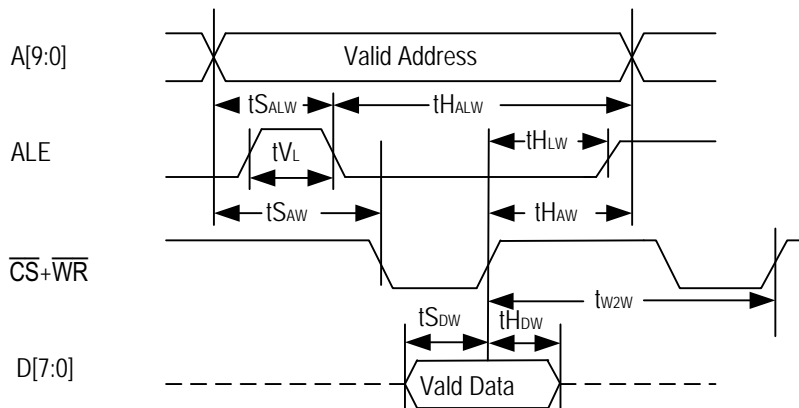 A[9:0]
Valid Address
tSALW
tHALW
ALE
tVL
tHLW
tSAW
tHAW
CS+WR
tW2W
tSDW
tHDW
D[7:0]
Vald Data